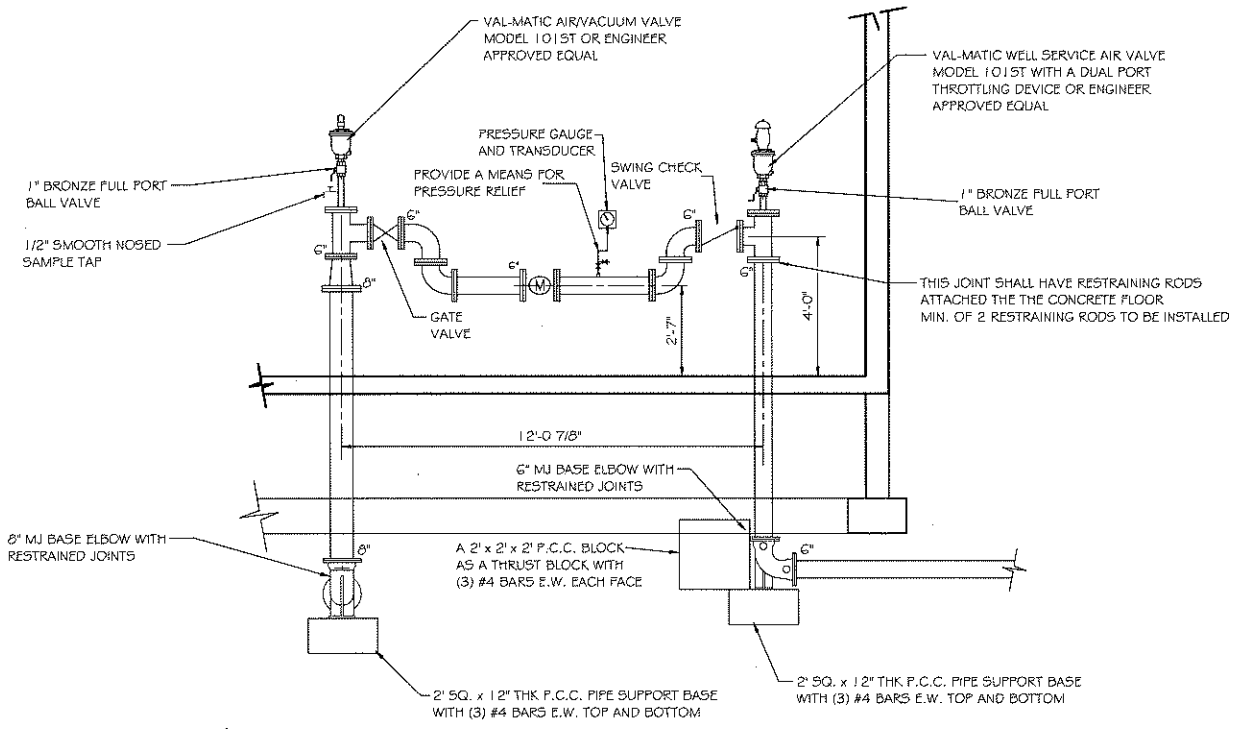 VAL-MATIC AIR/VACUUM VALVE
MODEL 101ST OR ENGINEER
APPROVED EQUAL
VAL-MATIC WELL SERVICE AIR VALVE
MODEL 101ST WITH A DUAL PORT
THROTTLING DEVICE OR ENGINEER
APPROVED EQUAL
PRESSURE GAUGE
AND TRANSDUCER
SWING CHECK
VALVE
PROVIDE A MEANS FOR
PRESSURE RELIEF
1" BRONZE FULL PORT
BALL VALVE
1" BRONZE FULL PORT
BALL VALVE
1/2" SMOOTH NOSED
SAMPLE TAP
6"
6"
6"
6"
6"
8"
M
GATE
VALVE
2'-7"
4'-0"
THIS JOINT SHALL HAVE RESTRAINING RODS
ATTACHED THE THE CONCRETE FLOOR
MIN. OF 2 RESTRAINING RODS TO BE INSTALLED
12'-0 7/8"
6" MJ BASE ELBOW WITH
RESTRAINED JOINTS
8" MJ BASE ELBOW WITH
RESTRAINED JOINTS
8"
A 2' x 2' x 2' P.C.C. BLOCK
AS A THRUST BLOCK WITH
(3) #4 BARS E.W. EACH FACE
6"
2' SQ. x 12" THK P.C.C. PIPE SUPPORT BASE
WITH (3) #4 BARS E.W. TOP AND BOTTOM
2' SQ. x 12" THK P.C.C. PIPE SUPPORT BASE
WITH (3) #4 BARS E.W. TOP AND BOTTOM